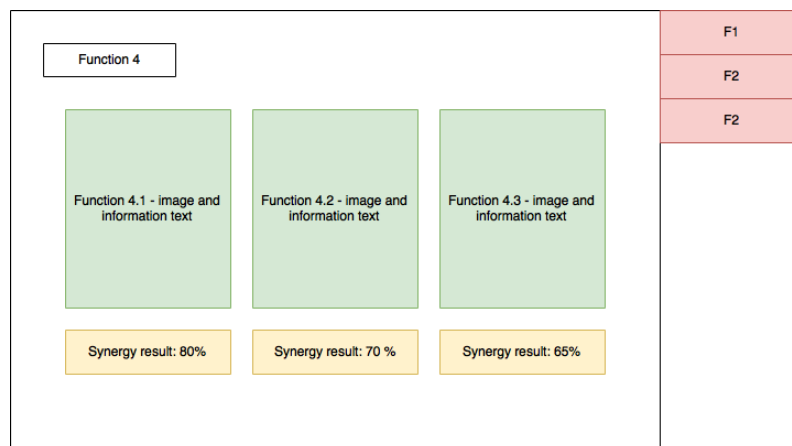 Function 4
F1
F2
F2
Function 4.1 - image and
information text
Function 4.2 - image and
information text
Function 4.3 - image and
information text
Synergy result: 80%
Synergy result: 70 %
Synergy result: 65%